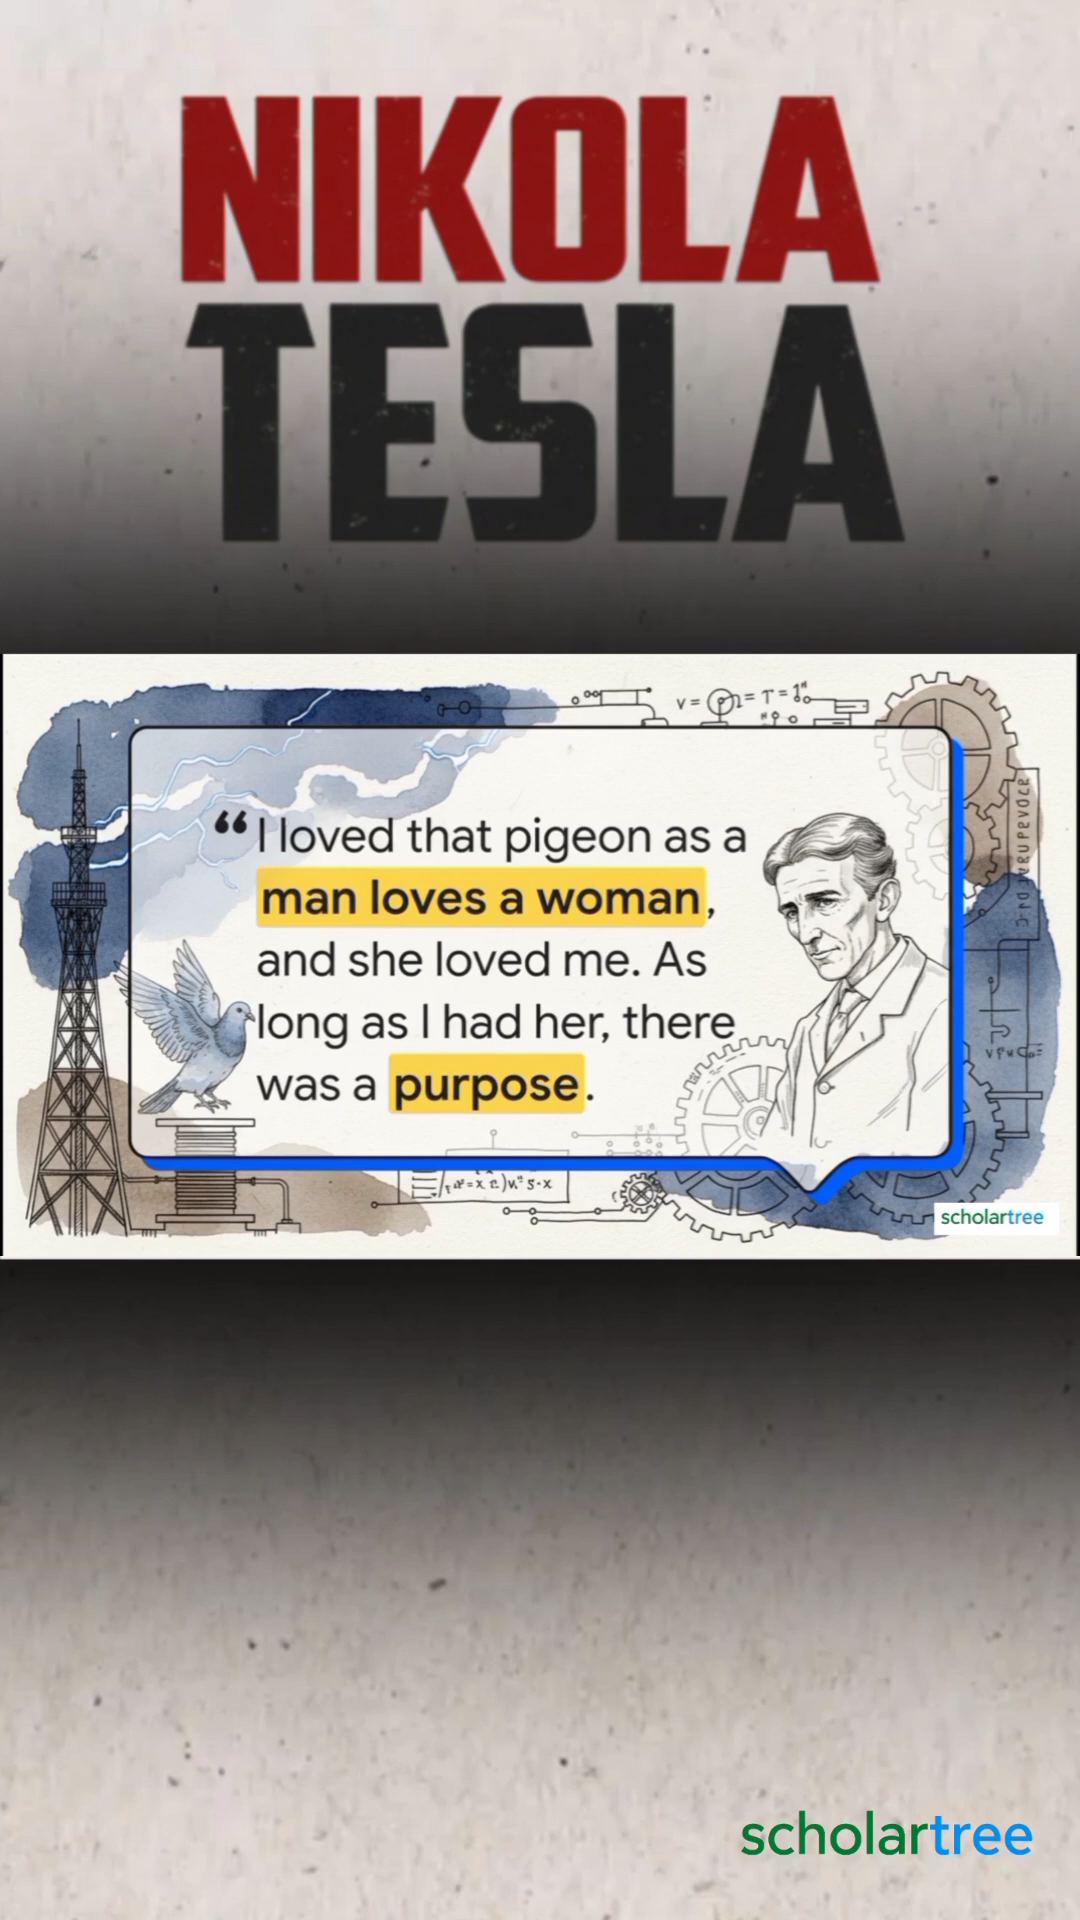 NIKOLA
TESLA
“I loved that pigeon as a
man loves a woman,
and she loved me. As
long as I had her, there
was a purpose.
scholartree
scholartree